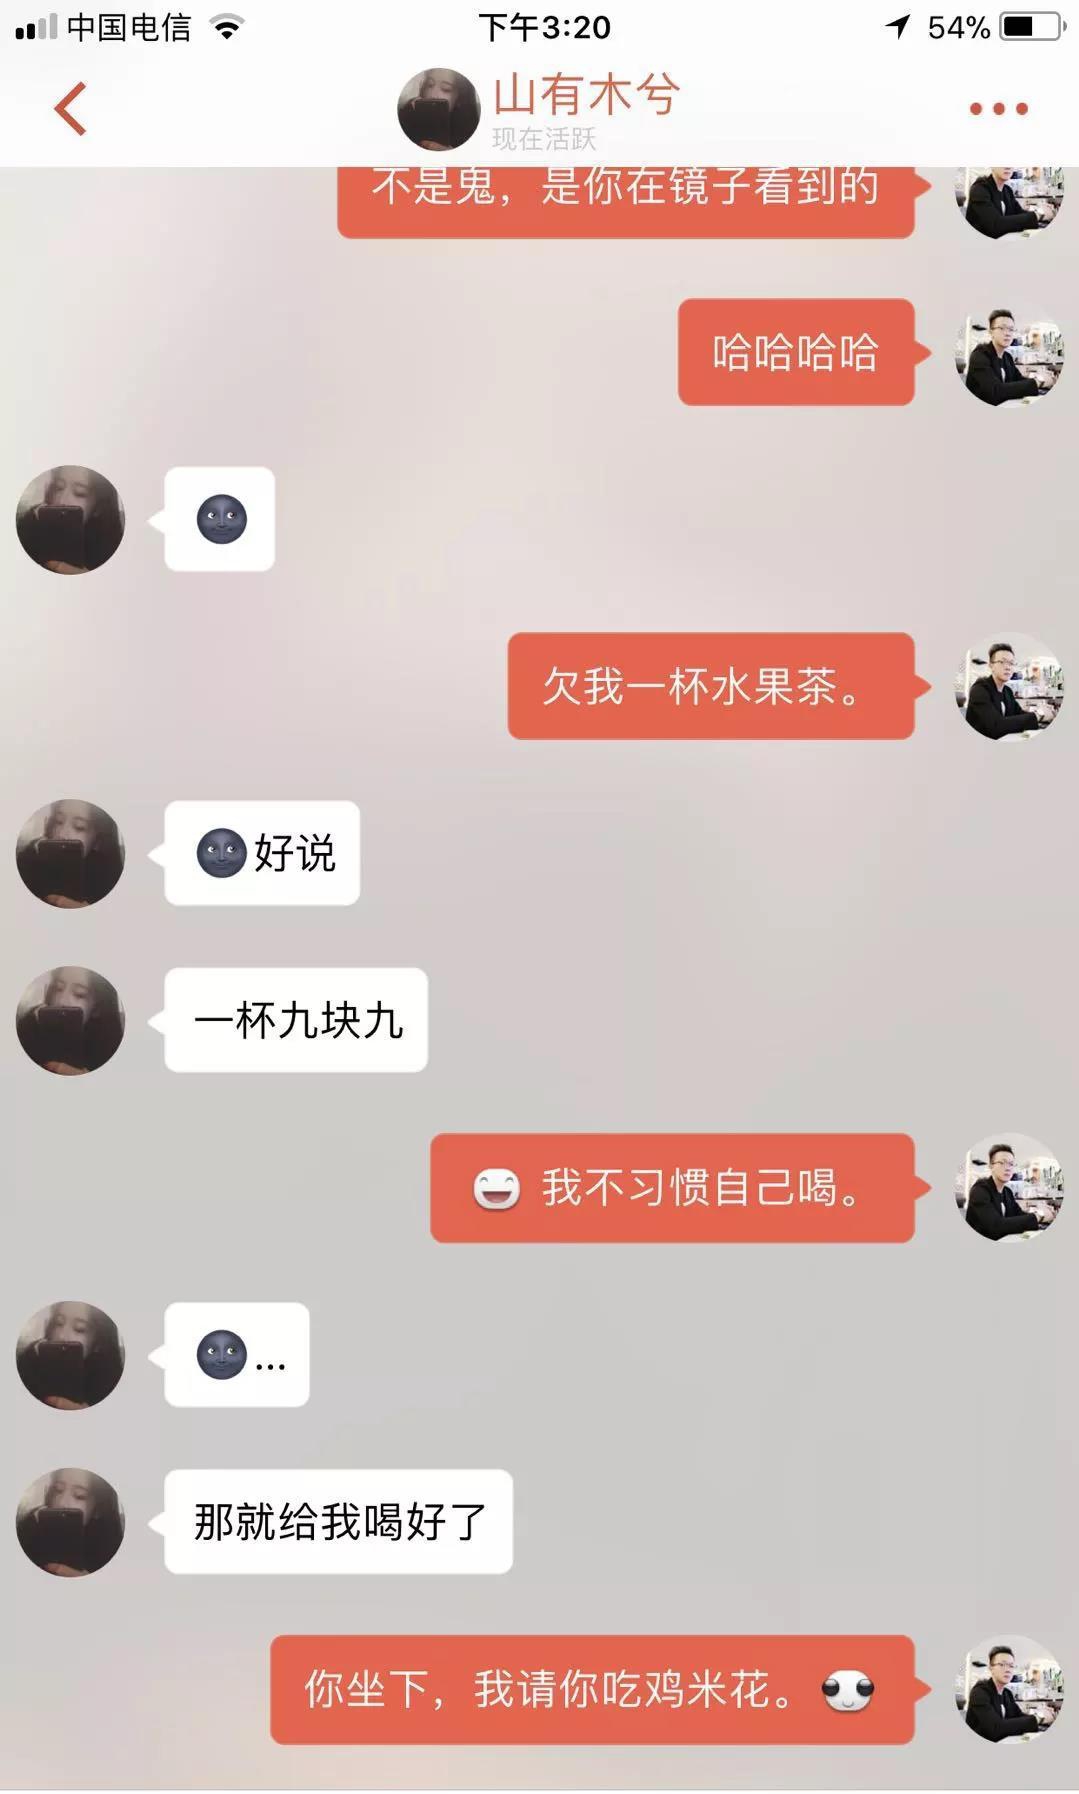 中国电信 下午3:20 54%
山有木兮
现在活跃
不是鬼，是你在镜子看到的
哈哈哈哈
🌚
欠我一杯水果茶。
🌚好说
一杯九块九
😄 我不习惯自己喝。
🌚...
那就给我喝好了
你坐下，我请你吃鸡米花。